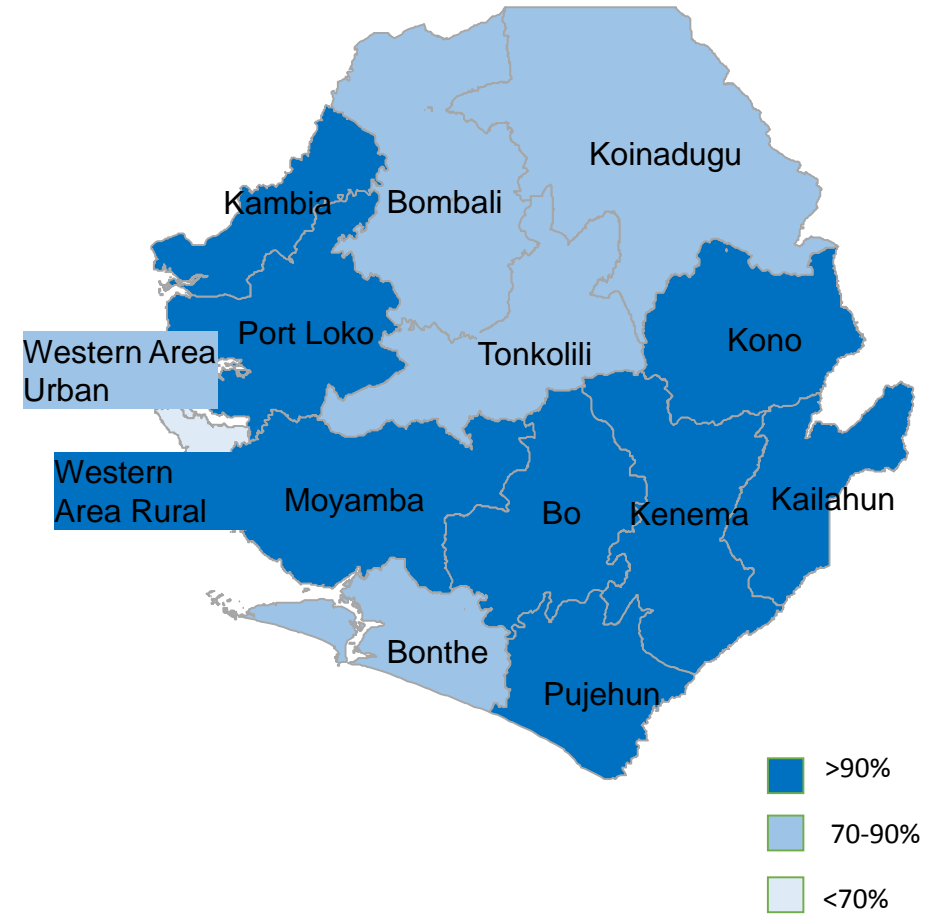 Koinadugu
Kambia
Bombali
Port Loko
Kono
Western Area
Urban
Tonkolili
Western
Area Rural
Moyamba
Bo
Kenema
Kailahun
Bonthe
Pujehun
>90%
70-90%
<70%